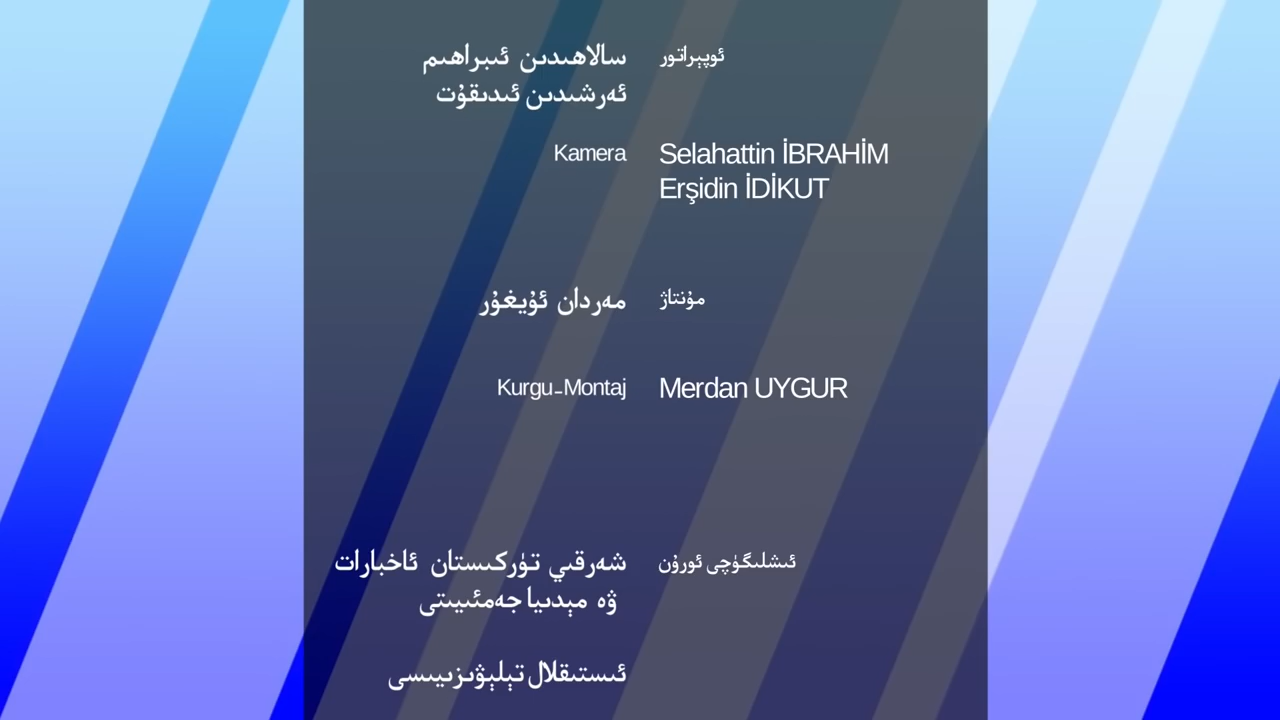 ئوپېراتور سالاھىدىن ئىبراھىم
ئەرشىدىن ئىدىقۇت
Kamera Selahattin İBRAHİM
Erşidin İDİKUT
مۇنتاژ مەردان ئۇيغۇر
Kurgu-Montaj Merdan UYGUR
ئىشلىگۈچى ئورۇن شەرقىي تۈركىستان ئاخبارات
ۋە مېدىيا جەمئىيىتى
ئىستىقلال تېلېۋىزىيىسى